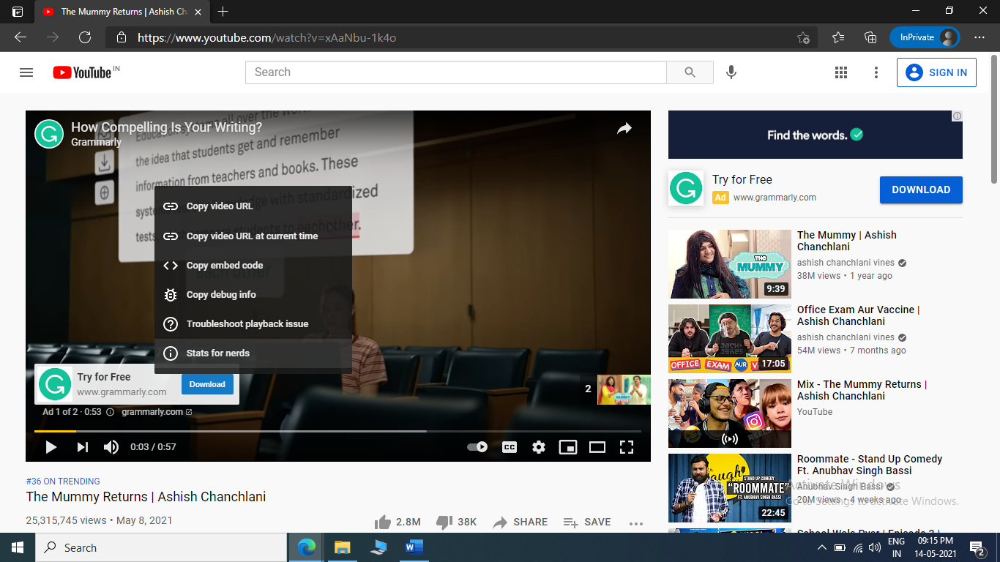 The Mummy Returns | Ashish Ch
https://www.youtube.com/watch?v=xAaNbu-1k4o
InPrivate
YouTube IN
Search
SIGN IN
How Compelling Is Your Writing?
Grammarly
Education systems all over the
the idea that students get and remember
information from teachers and books. These
knowledge with standardized
tests, students to eachother.
Copy video URL
Copy video URL at current time
Copy embed code
Copy debug info
Troubleshoot playback issue
Stats for nerds
Try for Free
www.grammarly.com
Download
2
Ad 1 of 2 · 0:53
grammarly.com
0:03 / 0:57
CC
#36 ON TRENDING
The Mummy Returns | Ashish Chanchlani
25,315,745 views • May 8, 2021
2.8M
38K
SHARE
SAVE
Find the words.
Try for Free
Ad www.grammarly.com
DOWNLOAD
THE
MUMMY
9:39
The Mummy | Ashish
Chanchlani
ashish chanchlani vines
38M views • 1 year ago
JACK+
JONES
OFFICE EXAM AUR V
17:05
Office Exam Aur Vaccine |
Ashish Chanchlani
ashish chanchlani vines
54M views • 7 months ago
Mix - The Mummy Returns |
Ashish Chanchlani
YouTube
augh
STAND UP COMEDY
"ROOMMATE"
FT. ANUBHAV SINGH BASSI
22:45
Roommate - Stand Up Comedy
Ft. Anubhav Singh Bassi
Anubhav Singh Bassi
20M views • 4 weeks ago
Activate Windows
Go to Settings to activate Windows.
School Wala Pyar | Episode 2 |
Search
ENG
IN
09:15 PM
14-05-2021
2